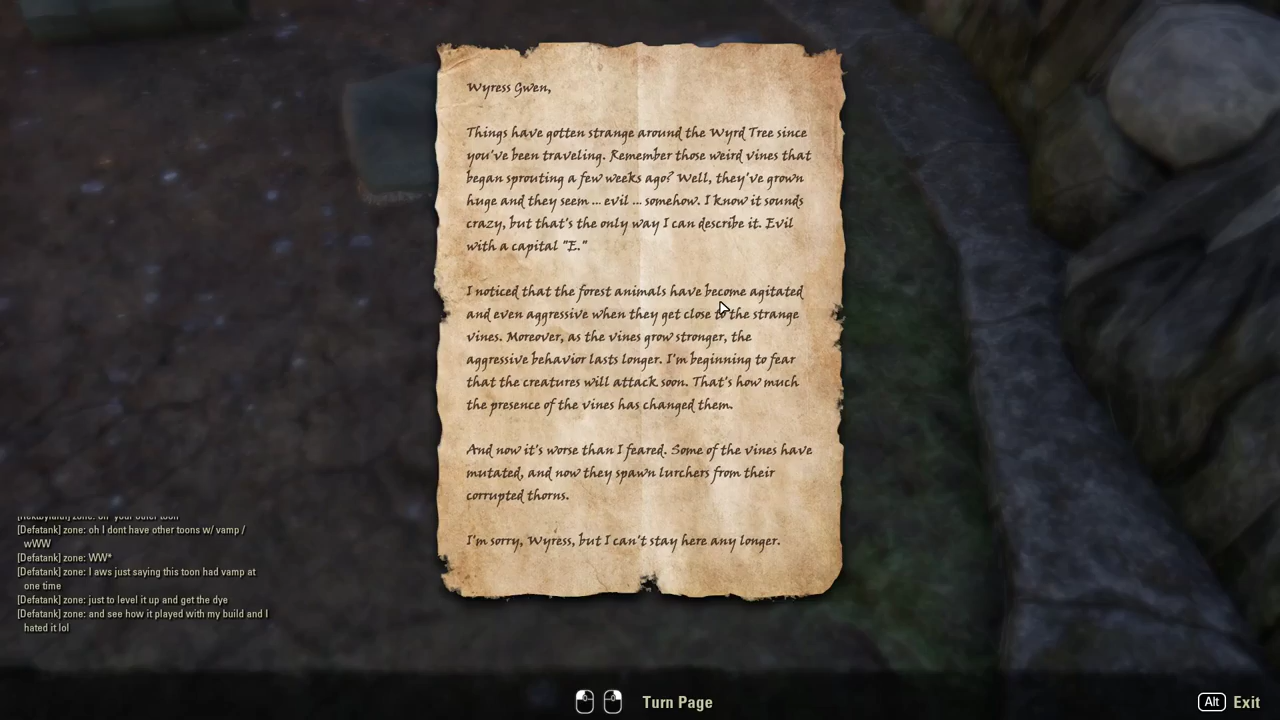 Wyress Gwen,
Things have gotten strange around the Wyrd Tree since
you've been traveling. Remember those weird vines that
began sprouting a few weeks ago? Well, they've grown
huge and they seem ... evil ... somehow. I know it sounds
crazy, but that's the only way I can describe it. Evil
with a capital "E."
I noticed that the forest animals have become agitated
and even aggressive when they get close to the strange
vines. Moreover, as the vines grow stronger, the
aggressive behavior lasts longer. I'm beginning to fear
that the creatures will attack soon. That's how much
the presence of the vines has changed them.
And now it's worse than I feared. Some of the vines have
mutated, and now they spawn lurchers from their
corrupted thorns.
I'm sorry, Wyress, but I can't stay here any longer.
zone: oh your other toon
[Defatank] zone: oh I dont have other toons w/ vamp /
wWW
[Defatank] zone: WW*
[Defatank] zone: I aws just saying this toon had vamp at
one time
[Defatank] zone: just to level it up and get the dye
[Defatank] zone: and see how it played with my build and I
hated it lol
Turn Page
Alt Exit